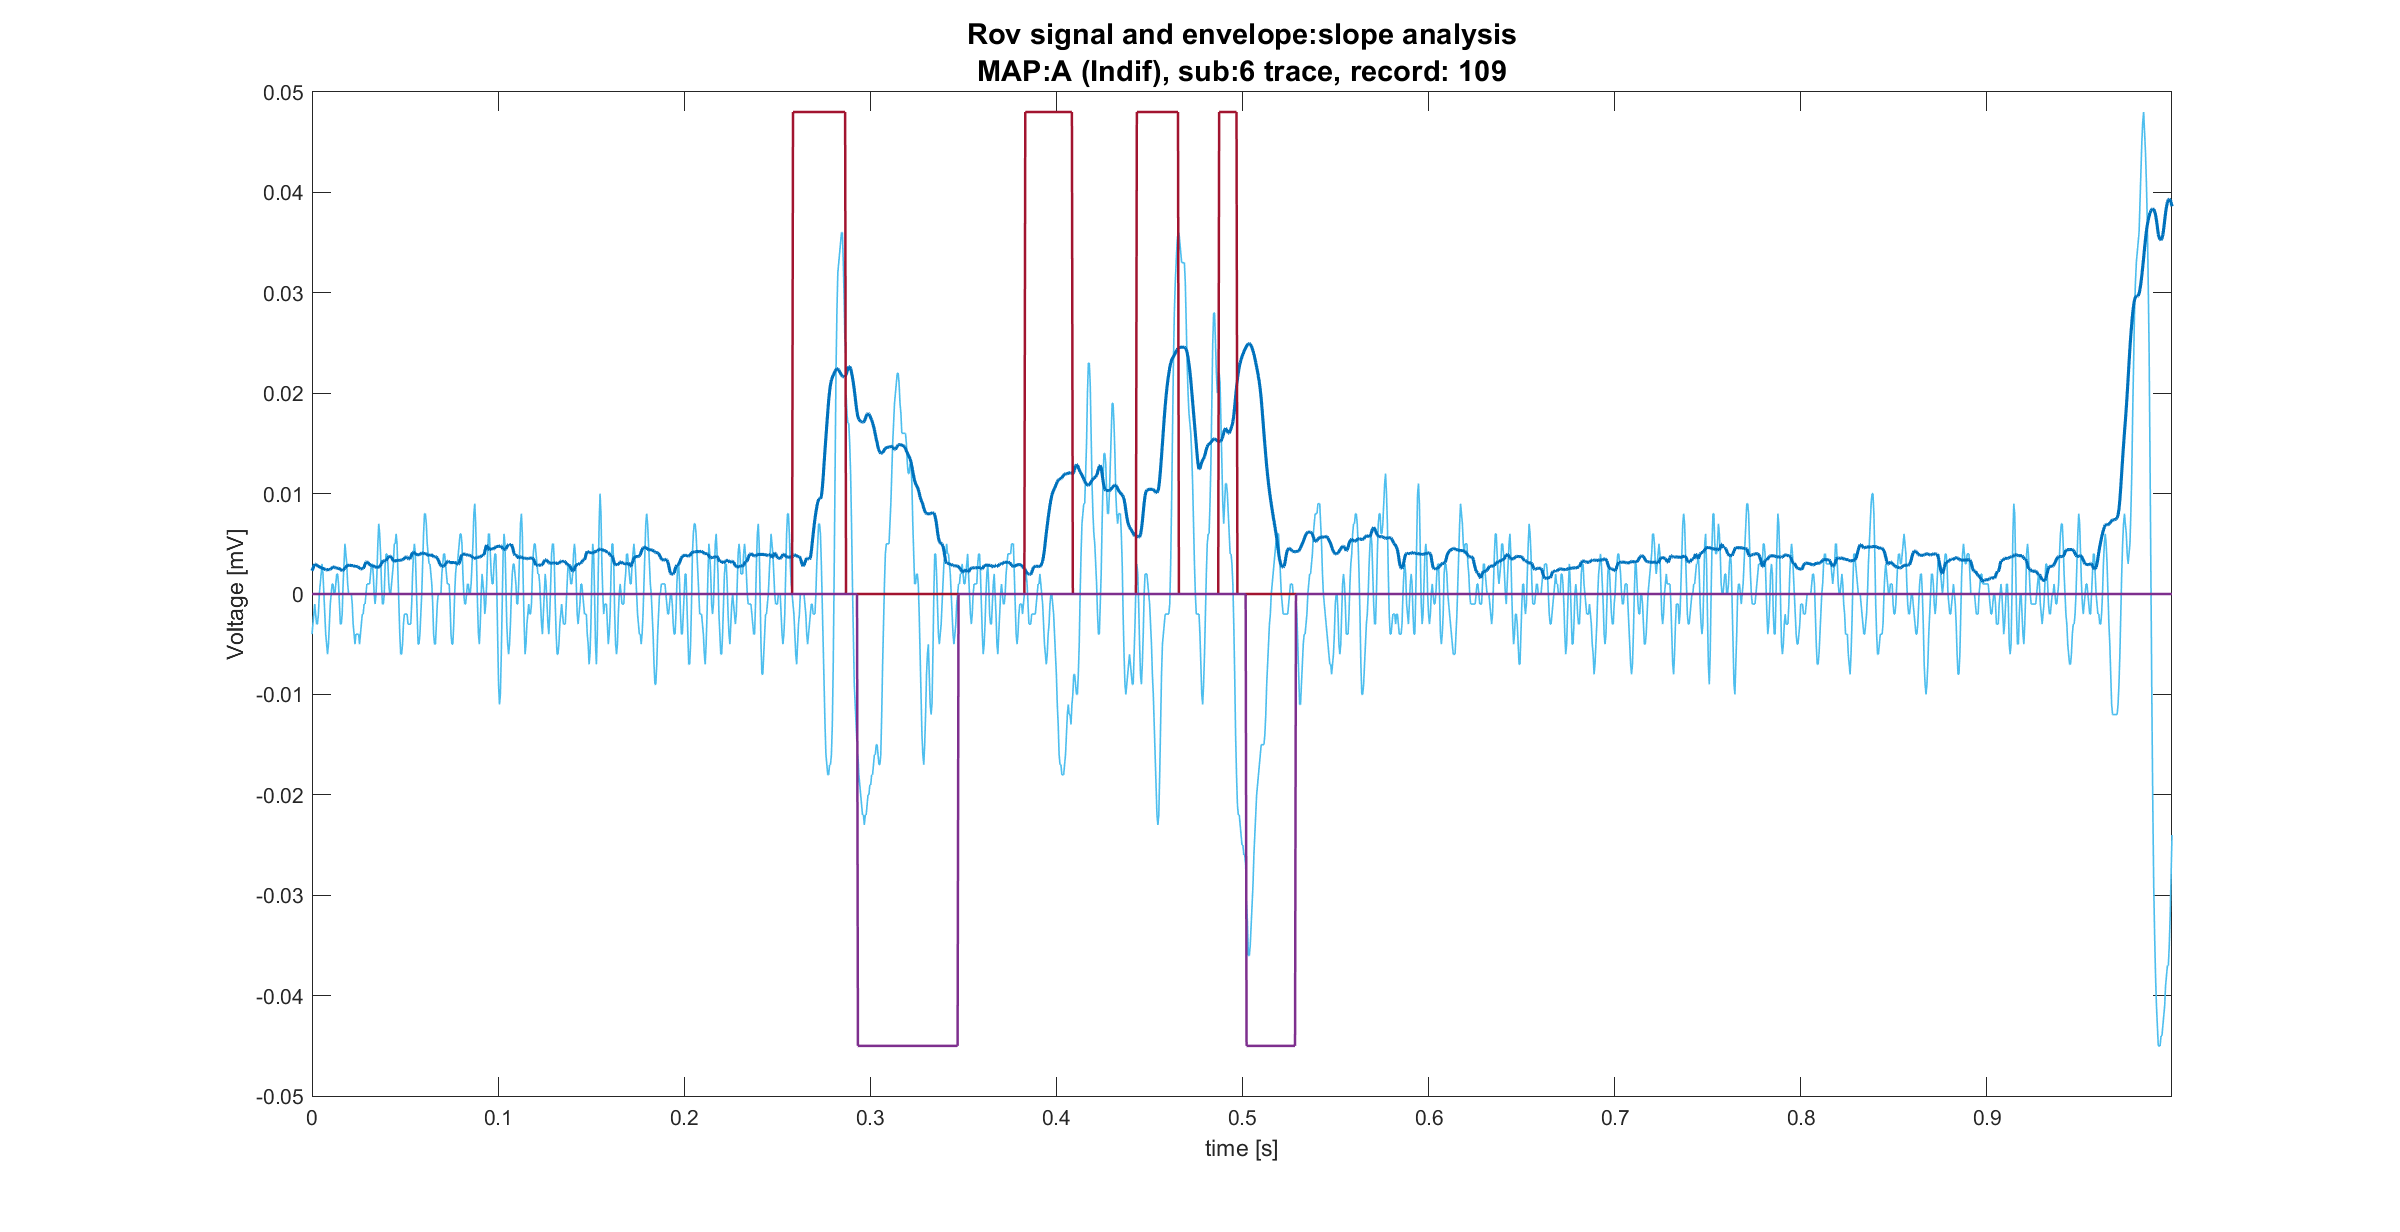 Rov signal and envelope:slope analysis
MAP:A (Indif), sub:6 trace, record: 109
0.05
0.04
0.03
0.02
0.01
0
-0.01
-0.02
-0.03
-0.04
-0.05
Voltage [mV]
0 0.1 0.2 0.3 0.4 0.5 0.6 0.7 0.8 0.9
time [s]